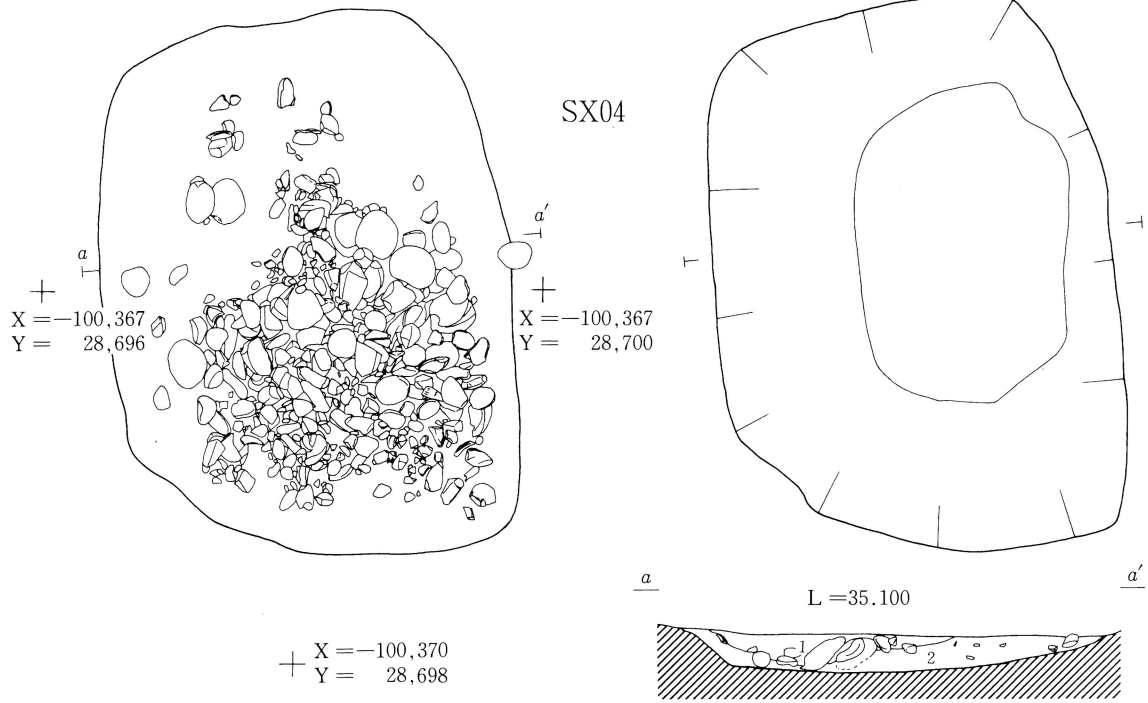 SX04
a
a′
X=−100,367
Y= 28,696
X=−100,367
Y= 28,700
a
a′
L=35.100
1
2
X=−100,370
Y= 28,698